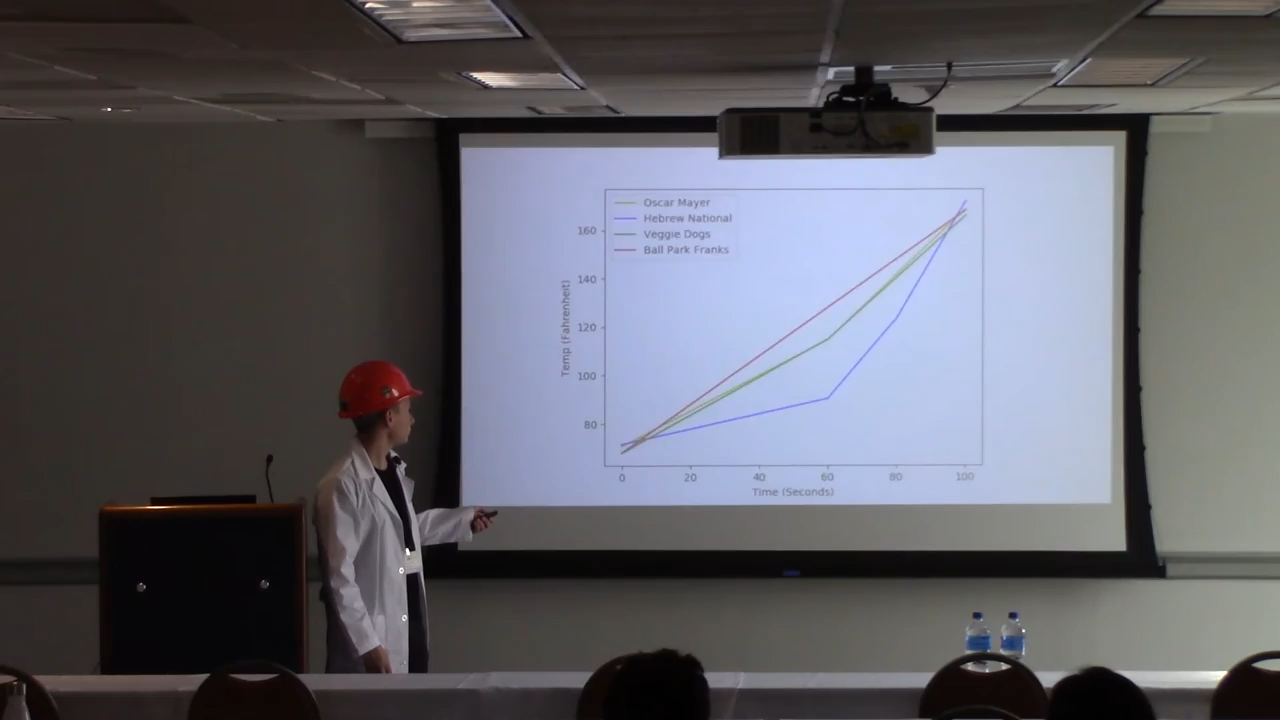 Oscar Mayer
Hebrew National
Veggie Dogs
Ball Park Franks
160
140
120
100
80
Temp (Fahrenheit)
0 20 40 60 80 100
Time (Seconds)